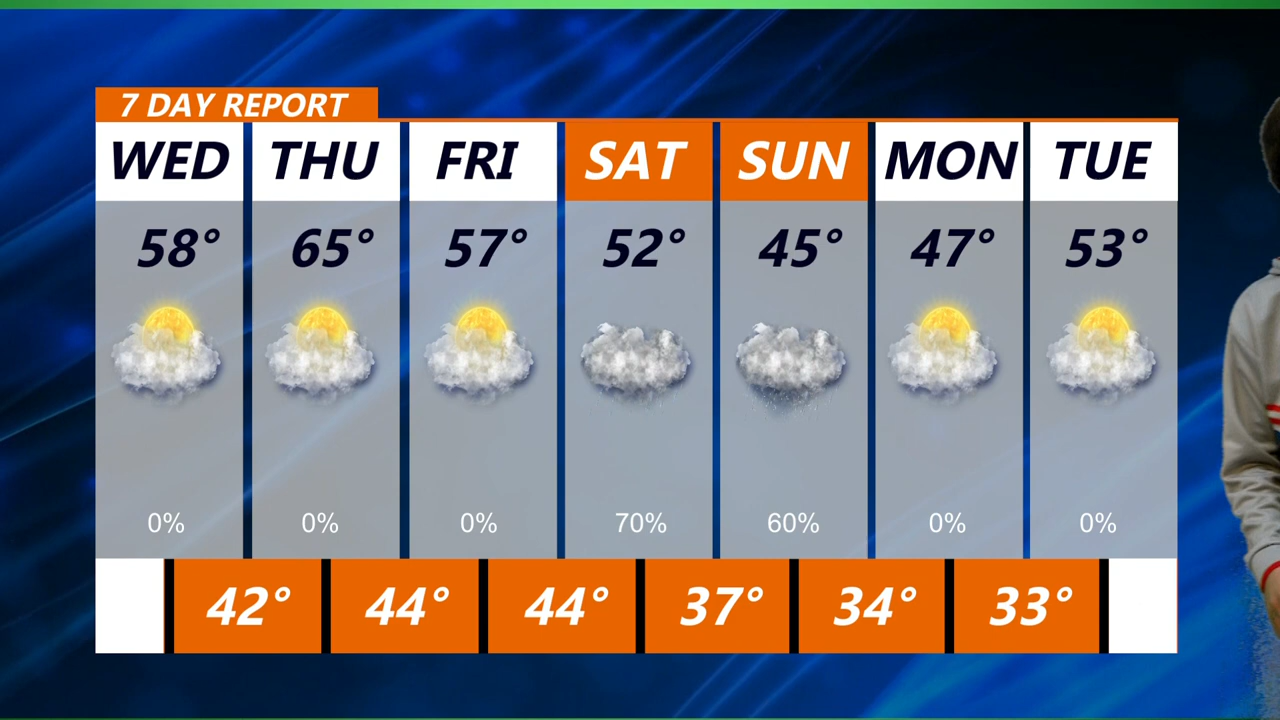 7 DAY REPORT
WED THU FRI SAT SUN MON TUE
58° 65° 57° 52° 45° 47° 53°
0% 0% 0% 70% 60% 0% 0%
42° 44° 44° 37° 34° 33°